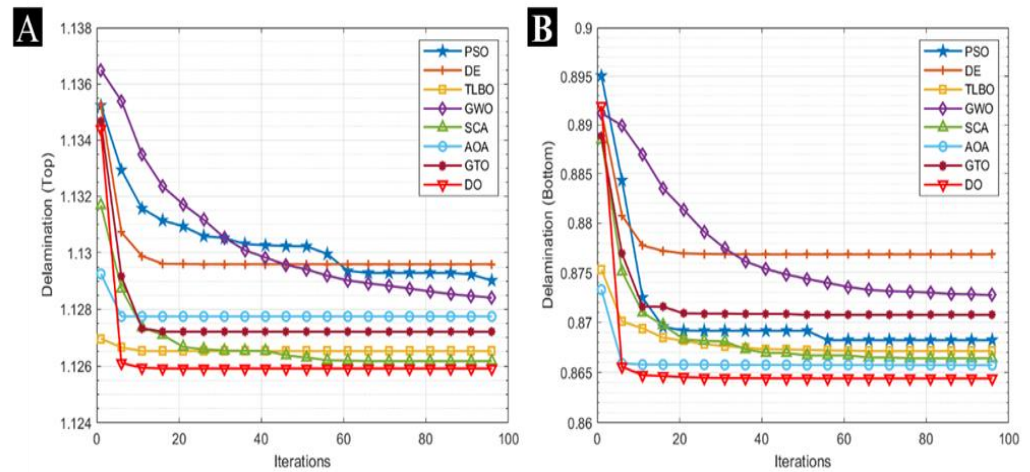 A
1.138
1.136
1.134
1.132
1.13
1.128
1.126
1.124
Delamination (Top)
0 20 40 60 80 100
Iterations
PSO
DE
TLBO
GWO
SCA
AOA
GTO
DO
B
0.9
0.895
0.89
0.885
0.88
0.875
0.87
0.865
0.86
Delamination (Bottom)
0 20 40 60 80 100
Iterations
PSO
DE
TLBO
GWO
SCA
AOA
GTO
DO